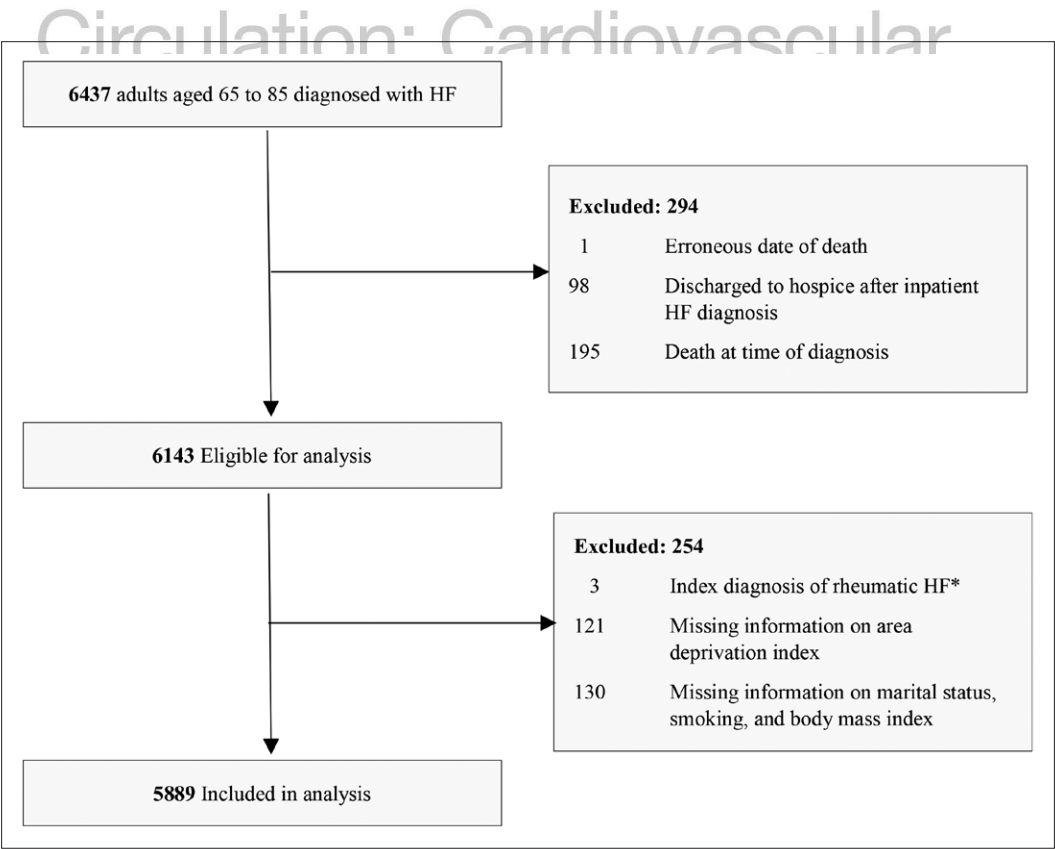 Circulation: Cardiovascular
6437 adults aged 65 to 85 diagnosed with HF
Excluded: 294
1 Erroneous date of death
98 Discharged to hospice after inpatient
HF diagnosis
195 Death at time of diagnosis
6143 Eligible for analysis
Excluded: 254
3 Index diagnosis of rheumatic HF*
121 Missing information on area
deprivation index
130 Missing information on marital status,
smoking, and body mass index
5889 Included in analysis